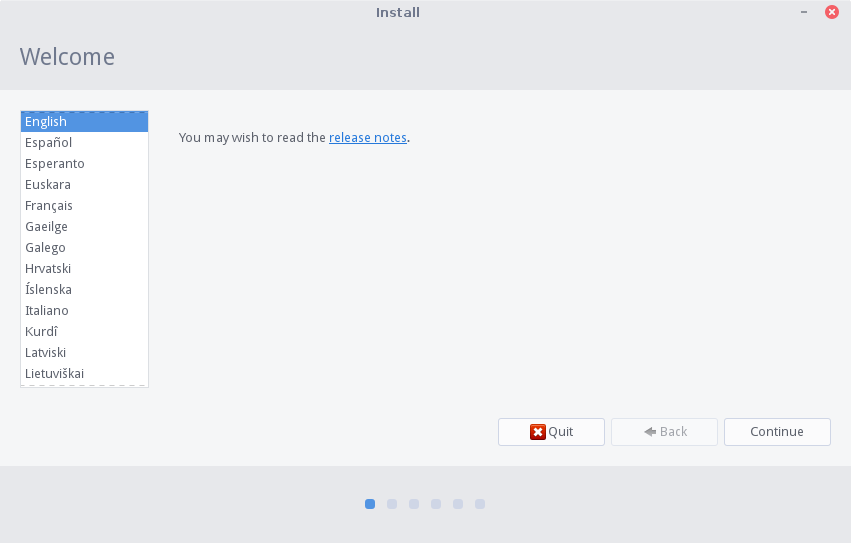 Install
Welcome
English
Español
Esperanto
Euskara
Français
Gaeilge
Galego
Hrvatski
Íslenska
Italiano
Kurdî
Latviski
Lietuviškai
You may wish to read the release notes.
Quit
Back
Continue